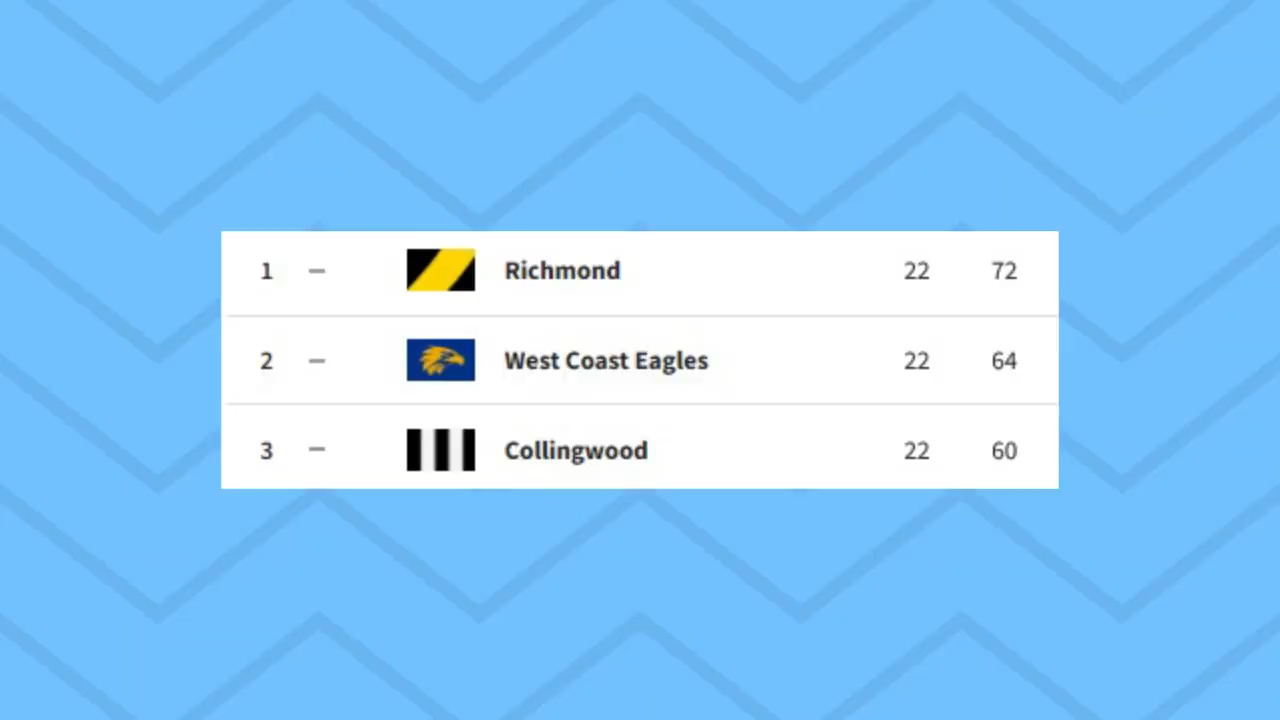 1 – Richmond 22 72
2 – West Coast Eagles 22 64
3 – Collingwood 22 60